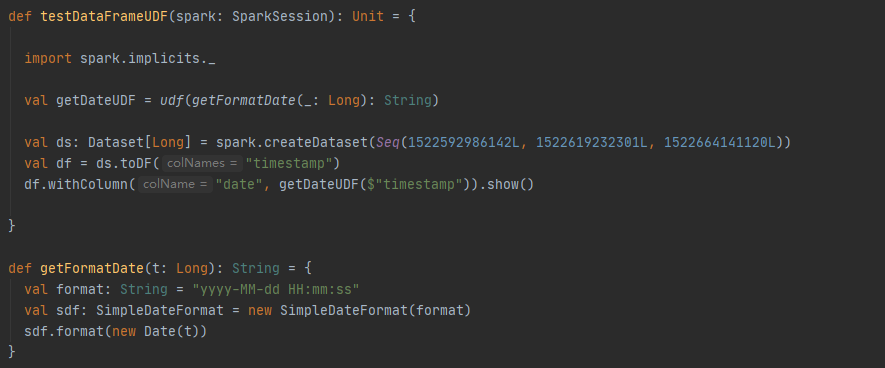 def testDataFrameUDF(spark: SparkSession): Unit = {
import spark.implicits._
val getDateUDF = udf(getFormatDate(_: Long): String)
val ds: Dataset[Long] = spark.createDataset(Seq(1522592986142L, 1522619232301L, 1522664141120L))
val df = ds.toDF( colNames = "timestamp")
df.withColumn( colName = "date", getDateUDF($"timestamp")).show()
}
def getFormatDate(t: Long): String = {
val format: String = "yyyy-MM-dd HH:mm:ss"
val sdf: SimpleDateFormat = new SimpleDateFormat(format)
sdf.format(new Date(t))
}